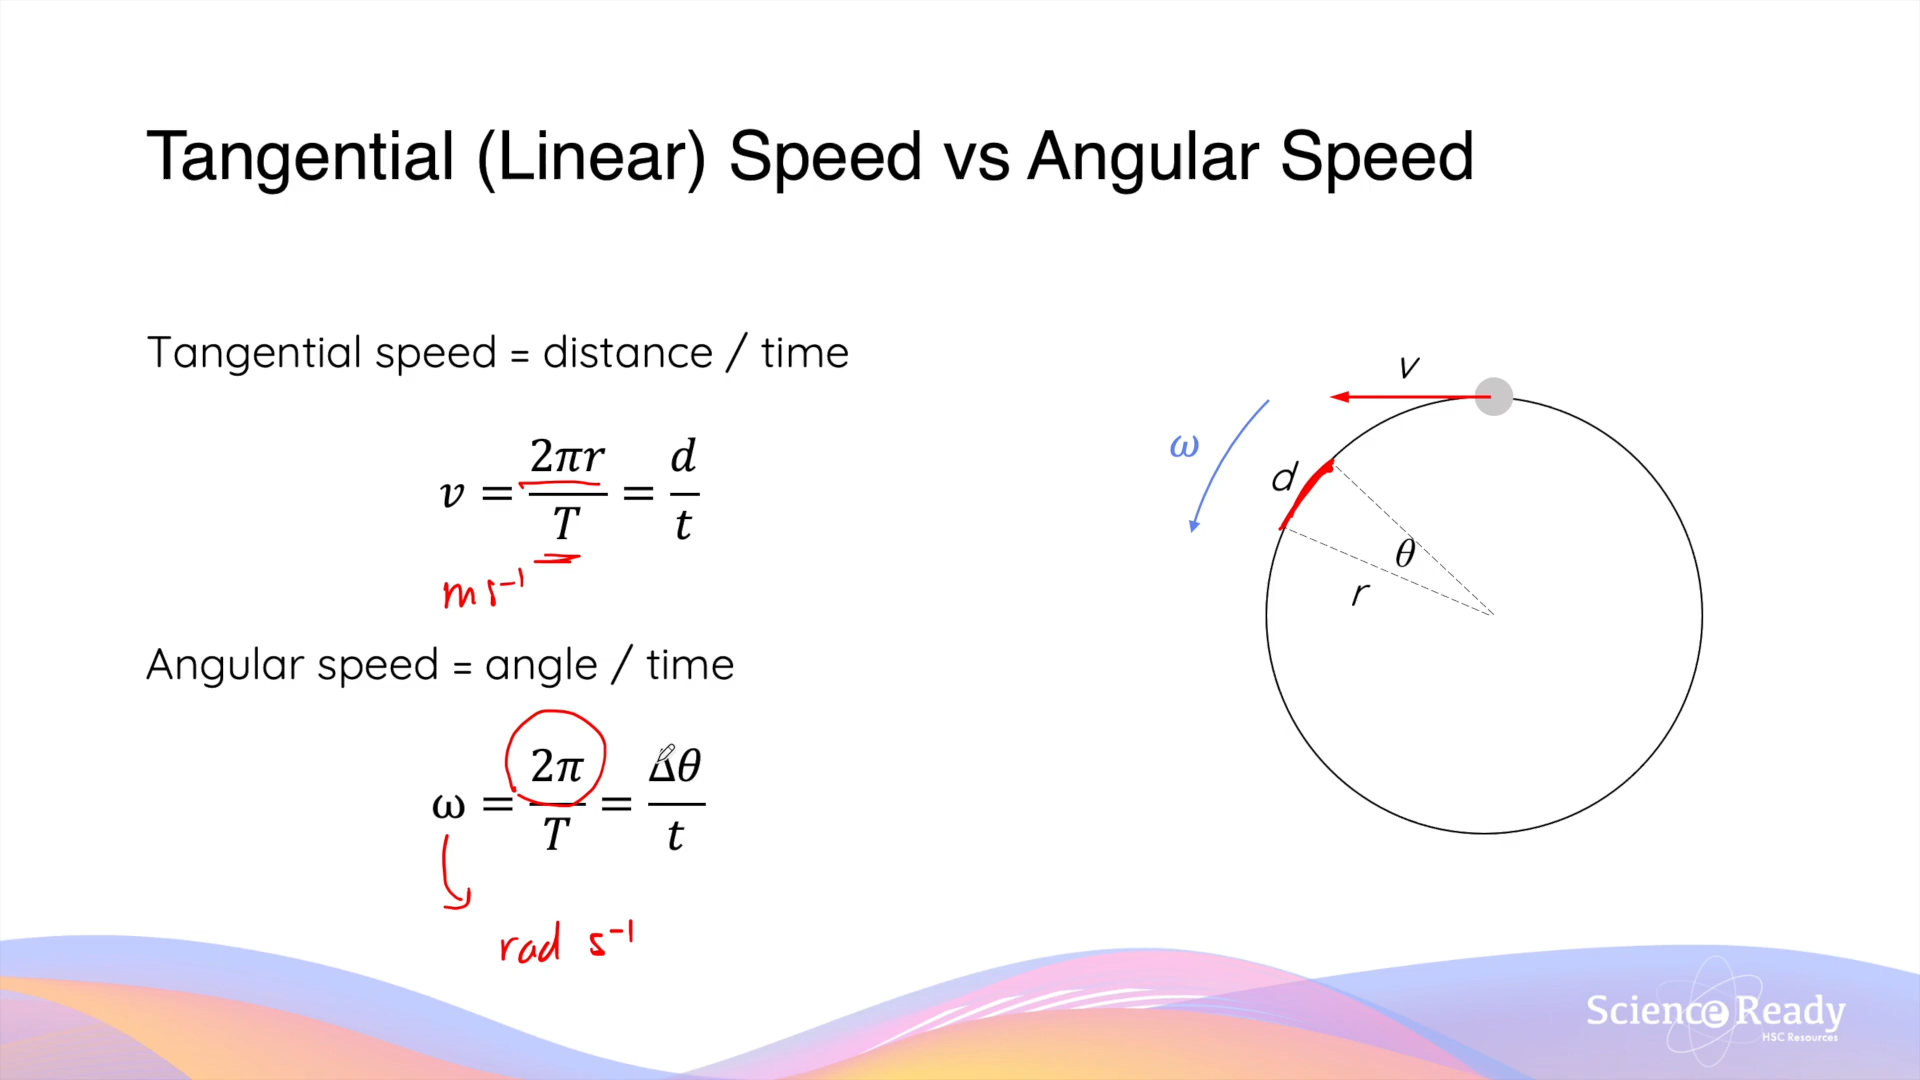 Tangential (Linear) Speed vs Angular Speed
Tangential speed = distance / time
v = 2πr / T = d / t
m s⁻¹
Angular speed = angle / time
ω = 2π / T = Δθ / t
rad s⁻¹
v
ω
d
θ
r
Science Ready
HSC Resources